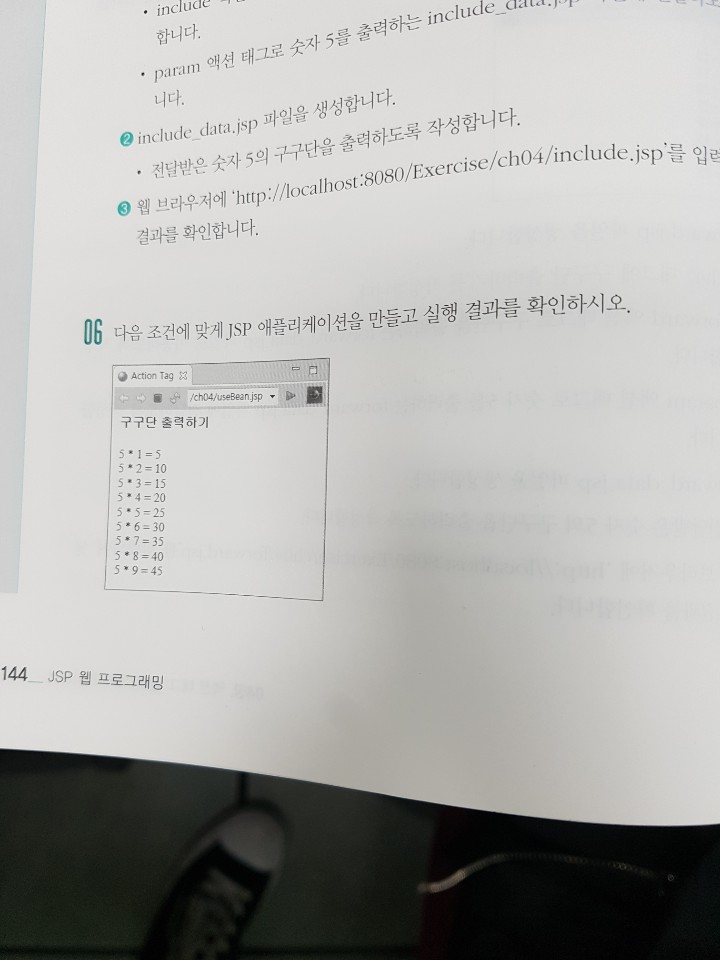 • include
합니다.
• param 액션 태그로 숫자 5를 출력하는 include_data.jsp
니다.
❷ include_data.jsp 파일을 생성합니다.
• 전달받은 숫자 5의 구구단을 출력하도록 작성합니다.
❸ 웹 브라우저에 ‘http://localhost:8080/Exercise/ch04/include.jsp’를 입력
결과를 확인합니다.
06 다음 조건에 맞게 JSP 애플리케이션을 만들고 실행 결과를 확인하시오.
Action Tag
/ch04/useBean.jsp
구구단 출력하기
5 * 1 = 5
5 * 2 = 10
5 * 3 = 15
5 * 4 = 20
5 * 5 = 25
5 * 6 = 30
5 * 7 = 35
5 * 8 = 40
5 * 9 = 45
144__ JSP 웹 프로그래밍